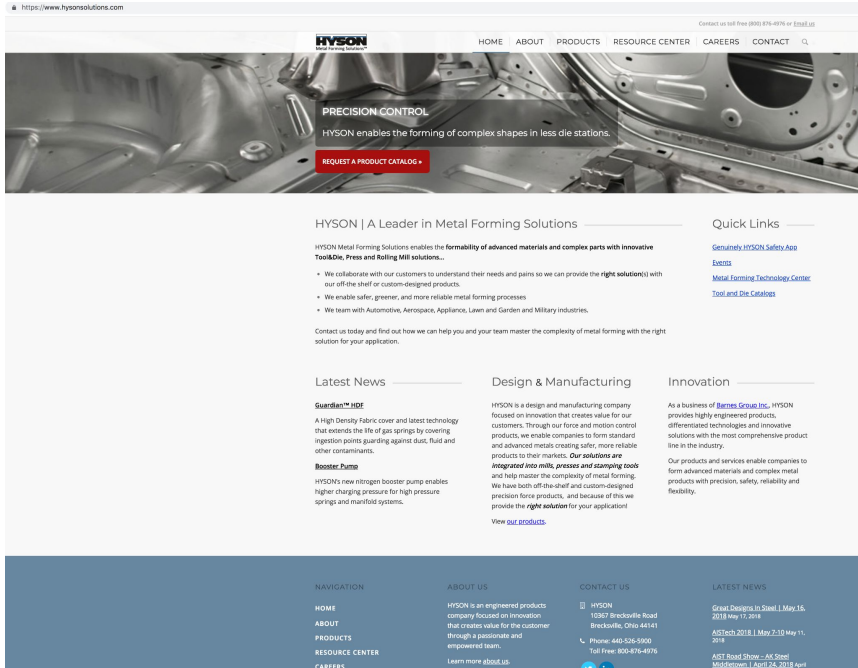 https://www.hysonsolutions.com
Contact us toll free (800) 876-4976 or Email us
HYSON
Metal Forming Solutions™
HOME
ABOUT
PRODUCTS
RESOURCE CENTER
CAREERS
CONTACT
PRECISION CONTROL
HYSON enables the forming of complex shapes in less die stations.
REQUEST A PRODUCT CATALOG »
HYSON | A Leader in Metal Forming Solutions
HYSON Metal Forming Solutions enables the formability of advanced materials and complex parts with innovative
Tool&Die, Press and Rolling Mill solutions...
• We collaborate with our customers to understand their needs and pains so we can provide the right solution(s) with
our off-the shelf or custom-designed products.
• We enable safer, greener, and more reliable metal forming processes
• We team with Automotive, Aerospace, Appliance, Lawn and Garden and Military industries.
Contact us today and find out how we can help you and your team master the complexity of metal forming with the right
solution for your application.
Quick Links
Genuinely HYSON Safety App
Events
Metal Forming Technology Center
Tool and Die Catalogs
Latest News
Guardian™ HDF
A High Density Fabric cover and latest technology
that extends the life of gas springs by covering
ingestion points guarding against dust, fluid and
other contaminants.
Booster Pump
HYSON's new nitrogen booster pump enables
higher charging pressure for high pressure
springs and manifold systems.
Design & Manufacturing
HYSON is a design and manufacturing company
focused on innovation that creates value for our
customers. Through our force and motion control
products, we enable companies to form standard
and advanced metals creating safer, more reliable
products to their markets. Our solutions are
integrated into mills, presses and stamping tools
and help master the complexity of metal forming.
We have both off-the-shelf and custom-designed
precision force products, and because of this we
provide the right solution for your application!
View our products.
Innovation
As a business of Barnes Group Inc., HYSON
provides highly engineered products,
differentiated technologies and innovative
solutions with the most comprehensive product
line in the industry.
Our products and services enable companies to
form advanced materials and complex metal
products with precision, safety, reliability and
flexibility.
NAVIGATION
HOME
ABOUT
PRODUCTS
RESOURCE CENTER
CAREERS
ABOUT US
HYSON is an engineered products
company focused on innovation
that creates value for the customer
through a passionate and
empowered team.
Learn more about us.
CONTACT US
HYSON
10367 Brecksville Road
Brecksville, Ohio 44141
Phone: 440-526-5900
Toll Free: 800-876-4976
LATEST NEWS
Great Designs In Steel | May 16,
2018 May 17, 2018
AISTech 2018 | May 7-10 May 11,
2018
AIST Road Show – AK Steel
Middletown | April 24, 2018 April